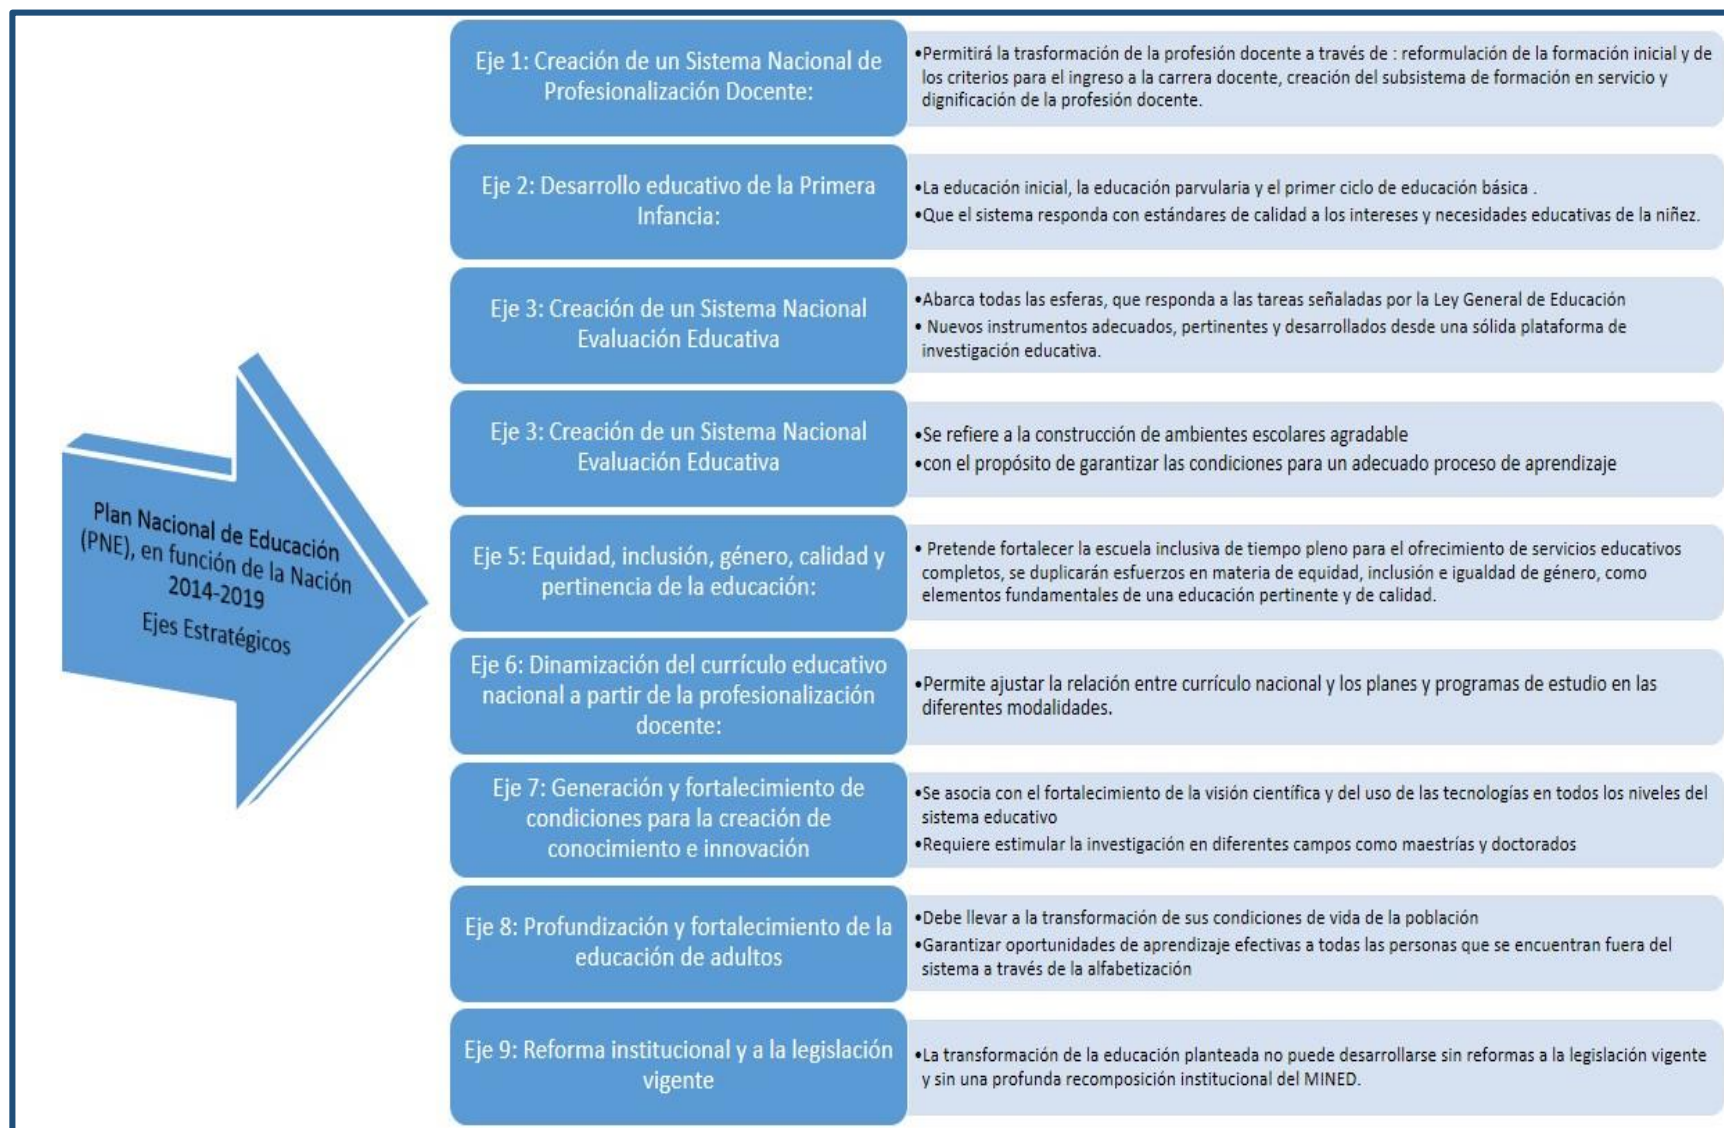 Plan Nacional de Educación
(PNE), en función de la Nación
2014-2019
Ejes Estratégicos
Eje 1: Creación de un Sistema Nacional de
Profesionalización Docente:
•Permitirá la trasformación de la profesión docente a través de : reformulación de la formación inicial y de
los criterios para el ingreso a la carrera docente, creación del subsistema de formación en servicio y
dignificación de la profesión docente.
Eje 2: Desarrollo educativo de la Primera
Infancia:
•La educación inicial, la educación parvularia y el primer ciclo de educación básica .
•Que el sistema responda con estándares de calidad a los intereses y necesidades educativas de la niñez.
Eje 3: Creación de un Sistema Nacional
Evaluación Educativa
•Abarca todas las esferas, que responda a las tareas señaladas por la Ley General de Educación
• Nuevos instrumentos adecuados, pertinentes y desarrollados desde una sólida plataforma de
investigación educativa.
Eje 3: Creación de un Sistema Nacional
Evaluación Educativa
•Se refiere a la construcción de ambientes escolares agradable
•con el propósito de garantizar las condiciones para un adecuado proceso de aprendizaje
Eje 5: Equidad, inclusión, género, calidad y
pertinencia de la educación:
• Pretende fortalecer la escuela inclusiva de tiempo pleno para el ofrecimiento de servicios educativos
completos, se duplicarán esfuerzos en materia de equidad, inclusión e igualdad de género, como
elementos fundamentales de una educación pertinente y de calidad.
Eje 6: Dinamización del currículo educativo
nacional a partir de la profesionalización
docente:
•Permite ajustar la relación entre currículo nacional y los planes y programas de estudio en las
diferentes modalidades.
Eje 7: Generación y fortalecimiento de
condiciones para la creación de
conocimiento e innovación
•Se asocia con el fortalecimiento de la visión científica y del uso de las tecnologías en todos los niveles del
sistema educativo
•Requiere estimular la investigación en diferentes campos como maestrías y doctorados
Eje 8: Profundización y fortalecimiento de la
educación de adultos
•Debe llevar a la transformación de sus condiciones de vida de la población
•Garantizar oportunidades de aprendizaje efectivas a todas las personas que se encuentran fuera del
sistema a través de la alfabetización
Eje 9: Reforma institucional y a la legislación
vigente
•La transformación de la educación planteada no puede desarrollarse sin reformas a la legislación vigente
y sin una profunda recomposición institucional del MINED.